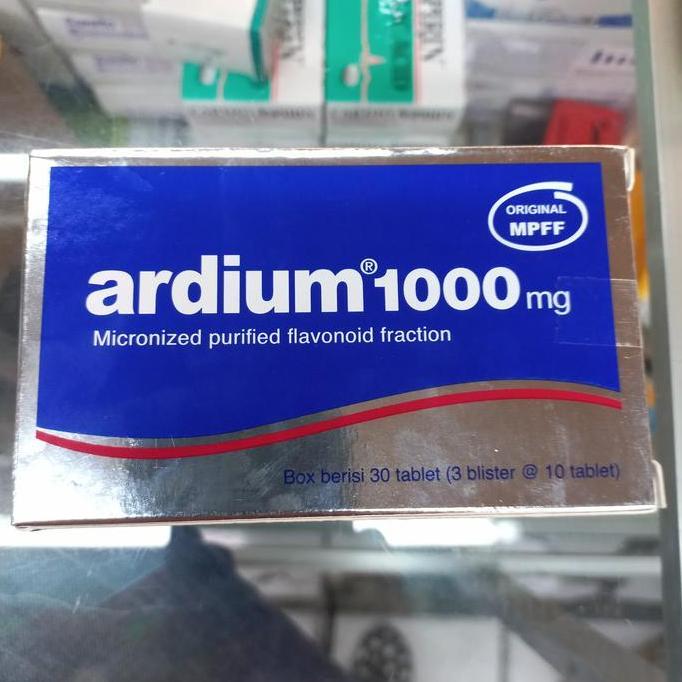 ORIGINAL
MPFF
ardium® 1000 mg
Micronized purified flavonoid fraction
Box berisi 30 tablet (3 blister @ 10 tablet)